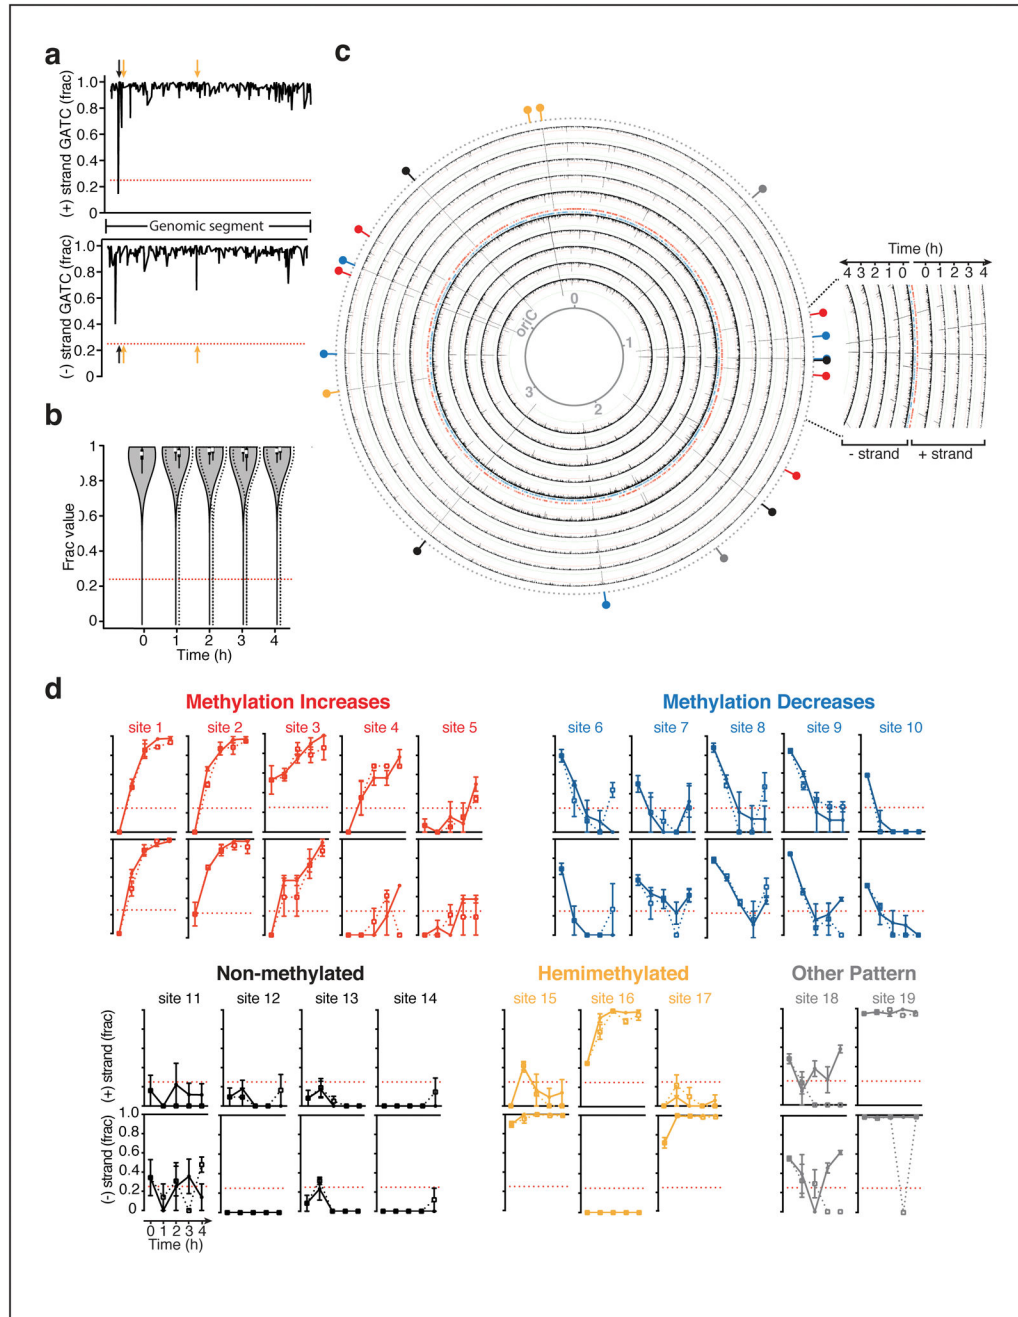 a
(+) strand GATC (frac)
1.0
0.8
0.6
0.4
0.2
0
Genomic segment
(-) strand GATC (frac)
1.0
0.8
0.6
0.4
0.2
0
b
Frac value
1
0.8
0.6
0.4
0.2
0
0 1 2 3 4
Time (h)
c
0
1
2
3
oriC
Time (h)
4 3 2 1 0 0 1 2 3 4
- strand + strand
d
Methylation Increases
site 1 site 2 site 3 site 4 site 5
Methylation Decreases
site 6 site 7 site 8 site 9 site 10
Non-methylated
site 11 site 12 site 13 site 14
Hemimethylated
site 15 site 16 site 17
Other Pattern
site 18 site 19
(+) strand (frac)
(-) strand (frac)
1.0
0.8
0.6
0.4
0.2
0
0 1 2 3 4
Time (h)